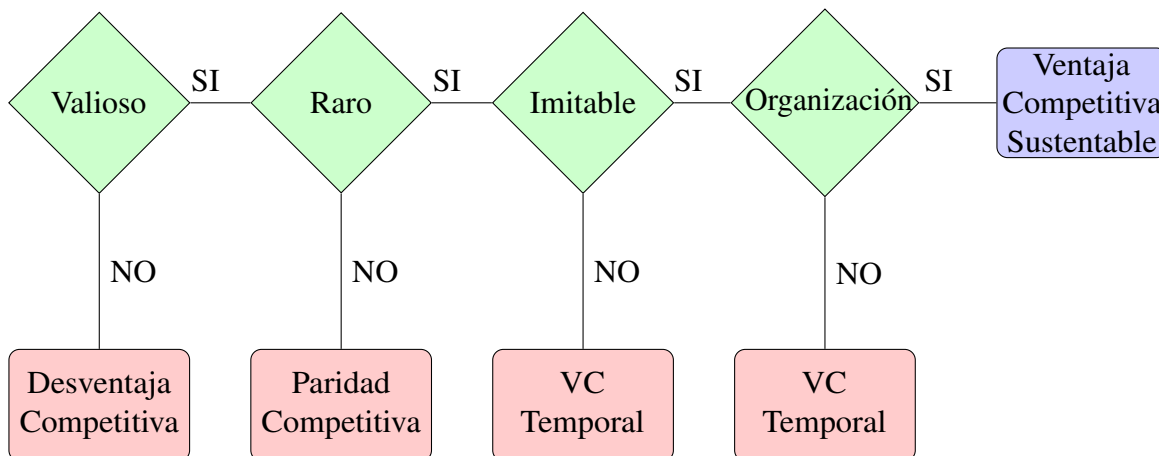 Valioso
SI
Raro
SI
Imitable
SI
Organización
SI
Ventaja
Competitiva
Sustentable
NO
NO
NO
NO
Desventaja
Competitiva
Paridad
Competitiva
VC
Temporal
VC
Temporal